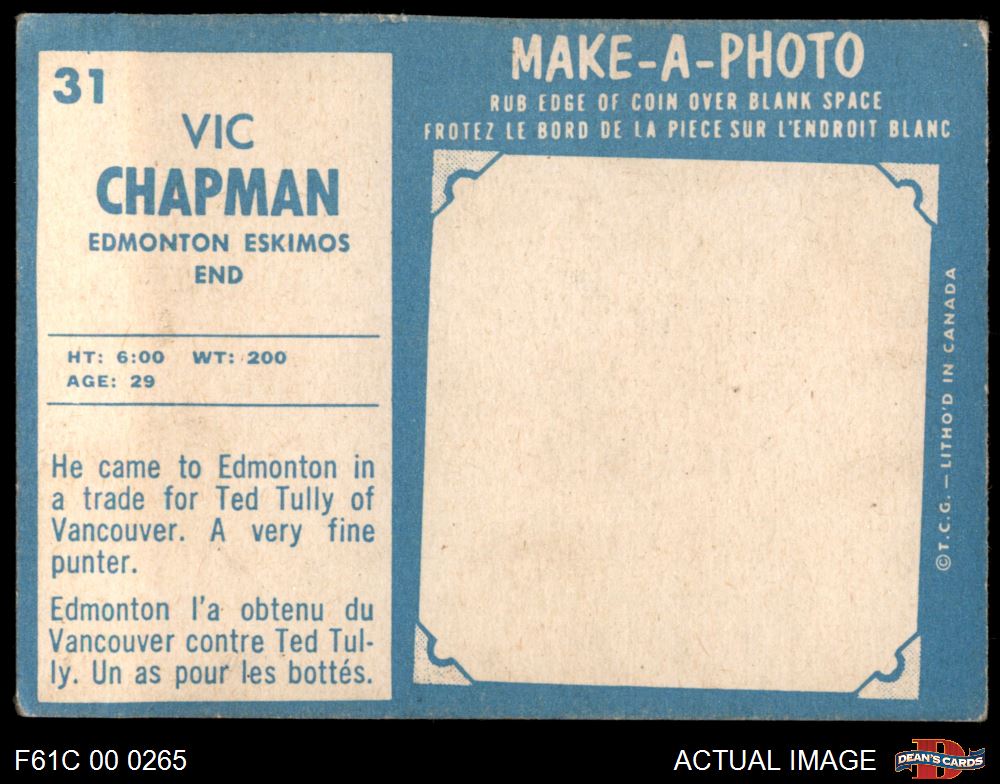 31
VIC
CHAPMAN
EDMONTON ESKIMOS
END
HT: 6:00 WT: 200
AGE: 29
He came to Edmonton in
a trade for Ted Tully of
Vancouver. A very fine
punter.
Edmonton l'a obtenu du
Vancouver contre Ted Tul-
ly. Un as pour les bottés.
MAKE-A-PHOTO
RUB EDGE OF COIN OVER BLANK SPACE
FROTEZ LE BORD DE LA PIECE SUR L'ENDROIT BLANC
©T.C.G. — LITHO'D IN CANADA
F61C 00 0265
ACTUAL IMAGE
D
DEAN'S CARDS